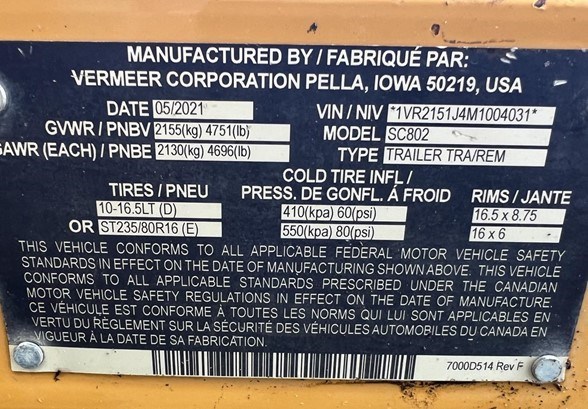 MANUFACTURED BY / FABRIQUÉ PAR:
VERMEER CORPORATION PELLA, IOWA 50219, USA
DATE 05/2021 VIN / NIV *1VR2151J4M1004031*
GVWR / PNBV 2155(kg) 4751(lb) MODEL SC802
GAWR (EACH) / PNBE 2130(kg) 4696(lb) TYPE TRAILER TRA/REM
COLD TIRE INFL /
TIRES / PNEU PRESS. DE GONFL. À FROID RIMS / JANTE
10-16.5LT (D) 410(kpa) 60(psi) 16.5 x 8.75
OR ST235/80R16 (E) 550(kpa) 80(psi) 16 x 6
THIS VEHICLE CONFORMS TO ALL APPLICABLE FEDERAL MOTOR VEHICLE SAFETY
STANDARDS IN EFFECT ON THE DATE OF MANUFACTURING SHOWN ABOVE. THIS VEHICLE
CONFORMS TO ALL APPLICABLE STANDARDS PRESCRIBED UNDER THE CANADIAN
MOTOR VEHICLE SAFETY REGULATIONS IN EFFECT ON THE DATE OF MANUFACTURE.
CE VÉHICULE EST CONFORME À TOUTES LES NORMS QUI LUI SONT APPLICABLES EN
VERTU DU RÈGLEMENT SUR LA SÉCURITÉ DES VÉHICULES AUTOMOBILES DU CANADA EN
VIGUEUR À LA DATE DE SA FABRICATION.
7000D514 Rev F